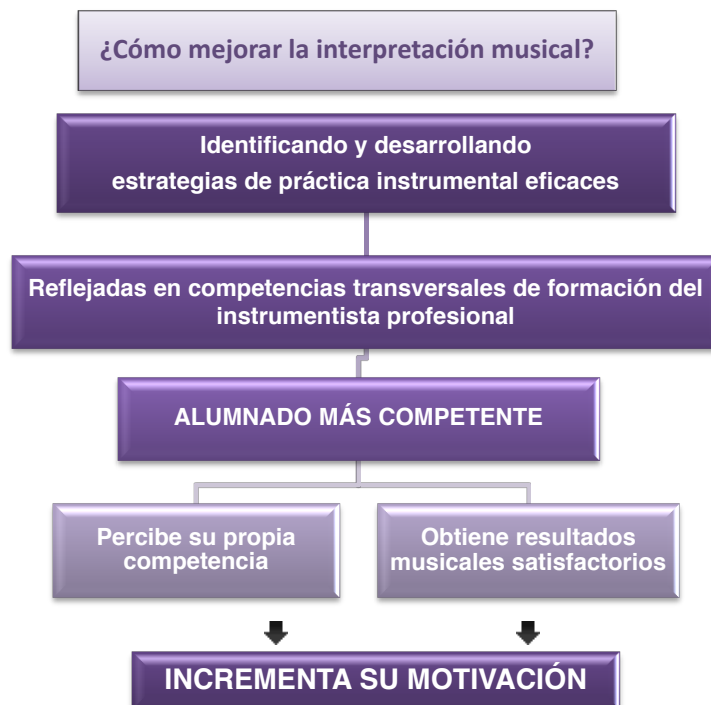 ¿Cómo mejorar la interpretación musical?
Identificando y desarrollando
estrategias de práctica instrumental eficaces
Reflejadas en competencias transversales de formación del
instrumentista profesional
ALUMNADO MÁS COMPETENTE
Percibe su propia
competencia
Obtiene resultados
musicales satisfactorios
INCREMENTA SU MOTIVACIÓN